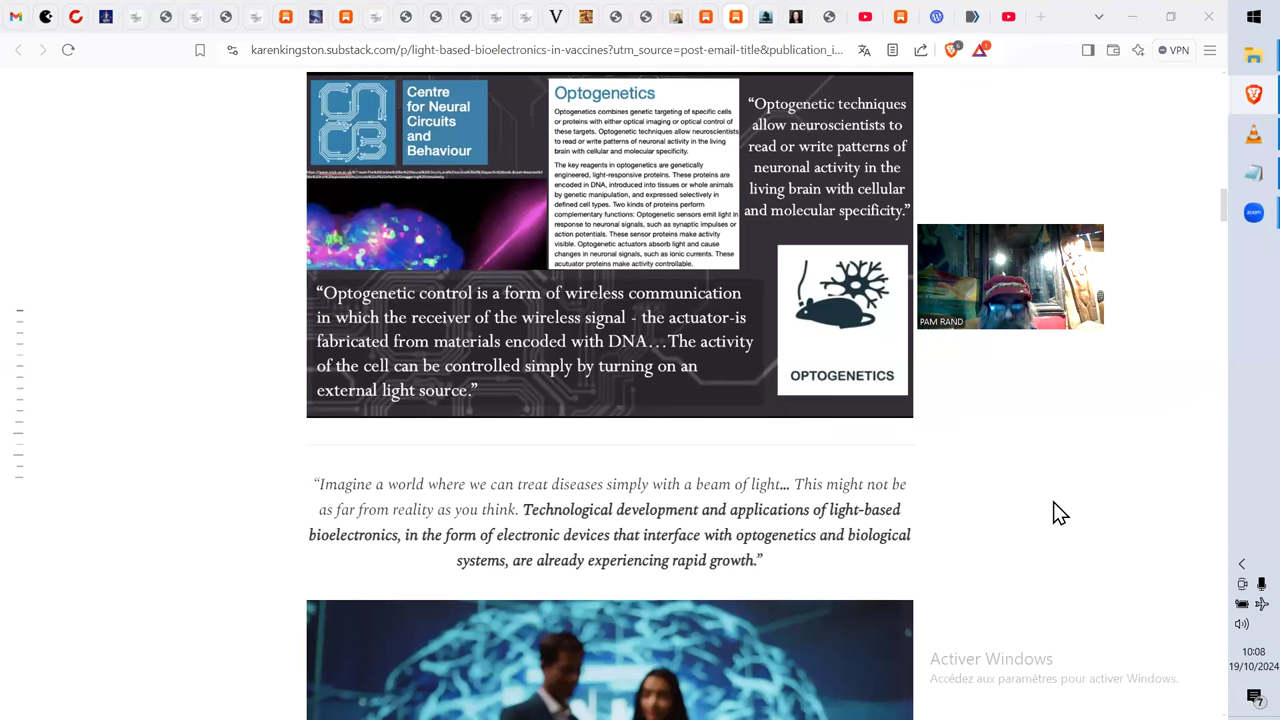 karenkingston.substack.com/p/light-based-bioelectronics-in-vaccines?utm_source=post-email-title&publication_i...
6
1
VPN
Centre for Neural
Circuits
and
Behaviour
Optogenetics
Optogenetics combines genetic targeting of specific cells
or proteins with either optical imaging or optical control of
these targets. Optogenetic techniques allow neuroscientists
to read or write patterns of neuronal activity in the living
brain with cellular and molecular specificity.
The key reagents in optogenetics are genetically
engineered, light-responsive proteins. These proteins are
encoded in DNA, introduced into tissues or whole animals
by genetic manipulation, and expressed selectively in
defined cell types. Two kinds of proteins perform
complementary functions: Optogenetic sensors emit light in
response to neuronal signals, such as synaptic impulses or
action potentials. These sensor proteins make activity
visible. Optogenetic actuators absorb light and cause
changes in neuronal signals, such as ionic currents. These
acutuator proteins make activity controllable.
“Optogenetic techniques
allow neuroscientists to
read or write patterns of
neuronal activity in the
living brain with cellular
and molecular specificity.”
“Optogenetic control is a form of wireless communication
in which the receiver of the wireless signal - the actuator-is
fabricated from materials encoded with DNA…The activity
of the cell can be controlled simply by turning on an
external light source.”
OPTOGENETICS
PAM RAND
“Imagine a world where we can treat diseases simply with a beam of light... This might not be
as far from reality as you think. Technological development and applications of light-based
bioelectronics, in the form of electronic devices that interface with optogenetics and biological
systems, are already experiencing rapid growth.”
Activer Windows
Accédez aux paramètres pour activer Windows.
zoom
10:08
19/10/2024
7